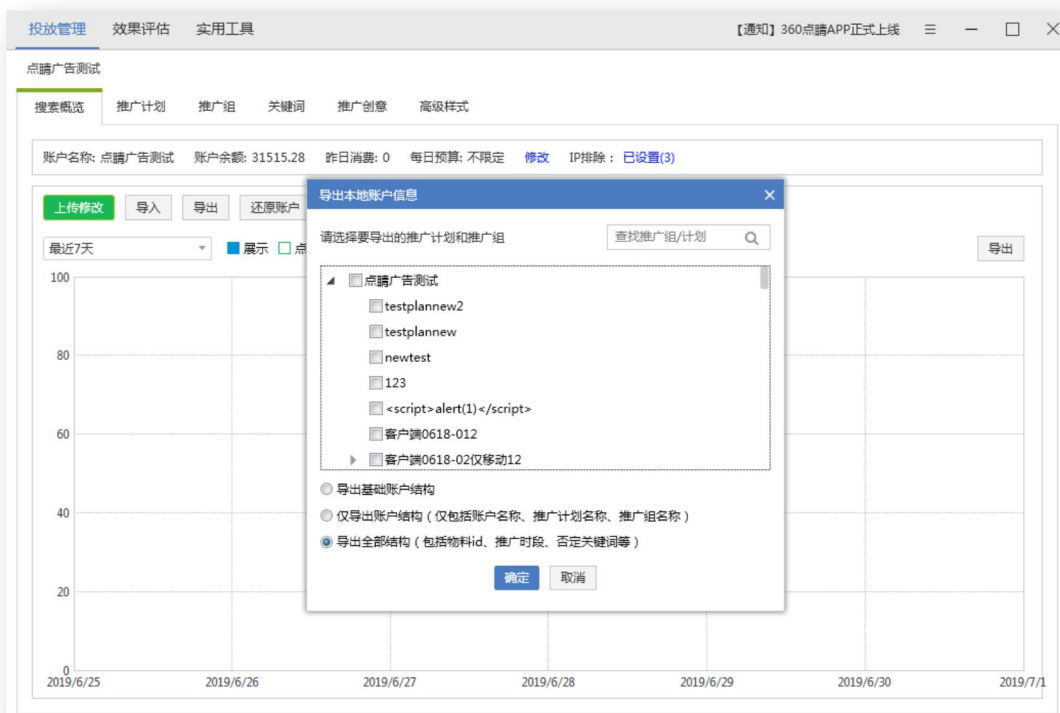 投放管理 效果评估 实用工具 【通知】360点睛APP正式上线
点睛广告测试
搜索概览 推广计划 推广组 关键词 推广创意 高级样式
账户名称: 点睛广告测试 账户余额: 31515.28 昨日消费: 0 每日预算: 不限定 修改 IP排除： 已设置(3)
上传修改 导入 导出 还原账户
最近7天 展示 点 导出
导出本地账户信息
请选择要导出的推广计划和推广组 查找推广组/计划
点睛广告测试
testplannew2
testplannew
newtest
123
<script>alert(1)</script>
客户端0618-012
客户端0618-02仅移动12
导出基础账户结构
仅导出账户结构（仅包括账户名称、推广计划名称、推广组名称）
导出全部结构（包括物料id、推广时段、否定关键词等）
确定 取消
100
80
60
40
20
0
2019/6/25 2019/6/26 2019/6/27 2019/6/28 2019/6/29 2019/6/30 2019/7/1